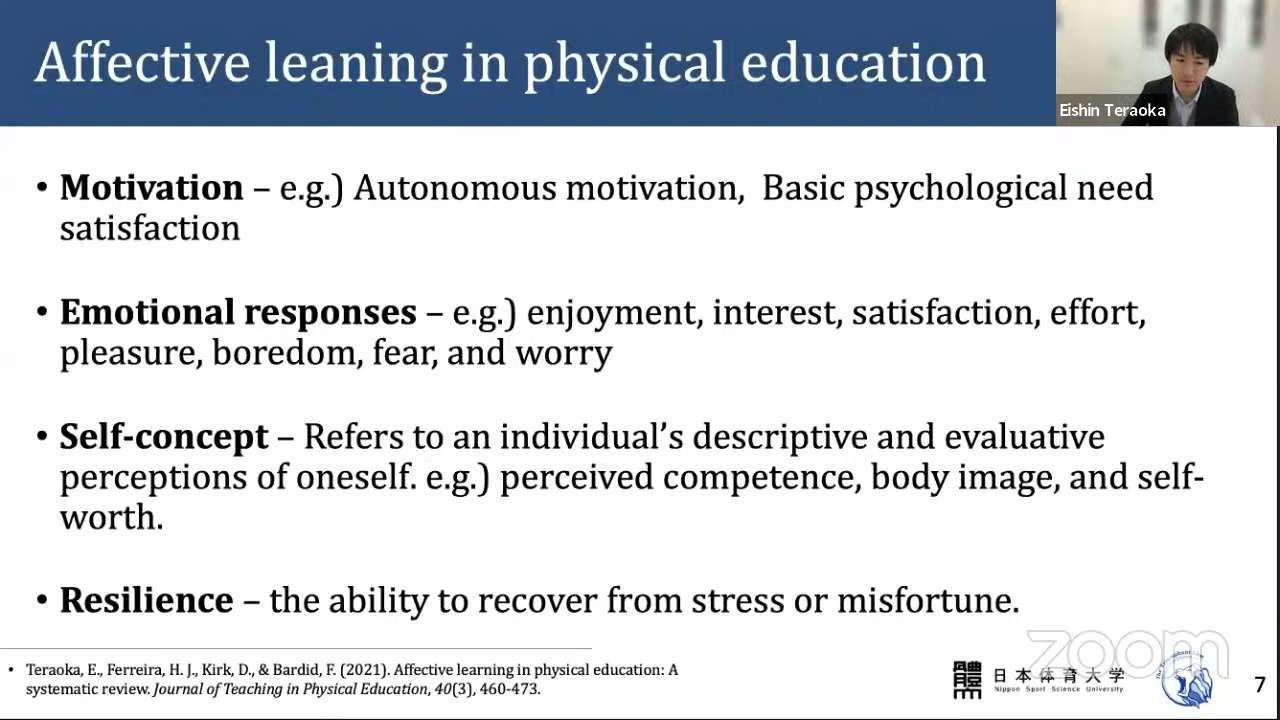 Affective leaning in physical education
Eishin Teraoka
• Motivation – e.g.) Autonomous motivation,  Basic psychological need
satisfaction
• Emotional responses – e.g.) enjoyment, interest, satisfaction, effort,
pleasure, boredom, fear, and worry
• Self-concept – Refers to an individual’s descriptive and evaluative
perceptions of oneself. e.g.) perceived competence, body image, and self-
worth.
• Resilience – the ability to recover from stress or misfortune.
zoom
• Teraoka, E., Ferreira, H. J., Kirk, D., & Bardid, F. (2021). Affective learning in physical education: A
systematic review. Journal of Teaching in Physical Education, 40(3), 460-473.
日本体育大学
Nippon Sport Science University
7